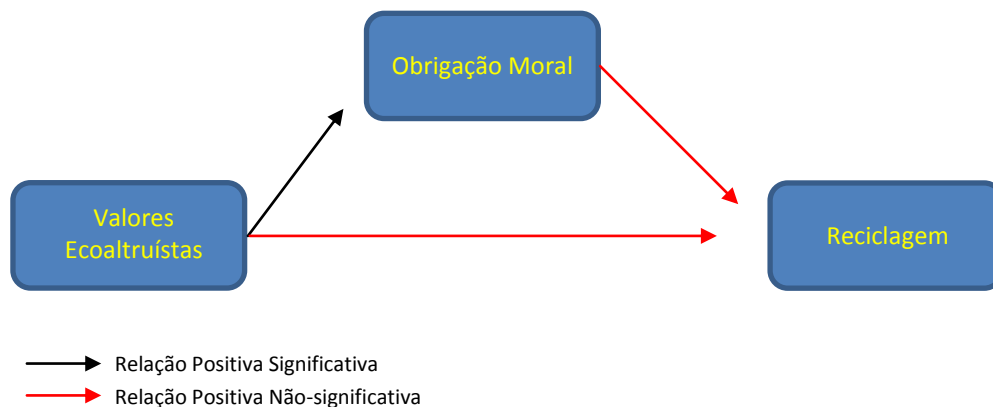 Obrigação Moral
Valores
Ecoaltruístas
Reciclagem
Relação Positiva Significativa
Relação Positiva Não-significativa